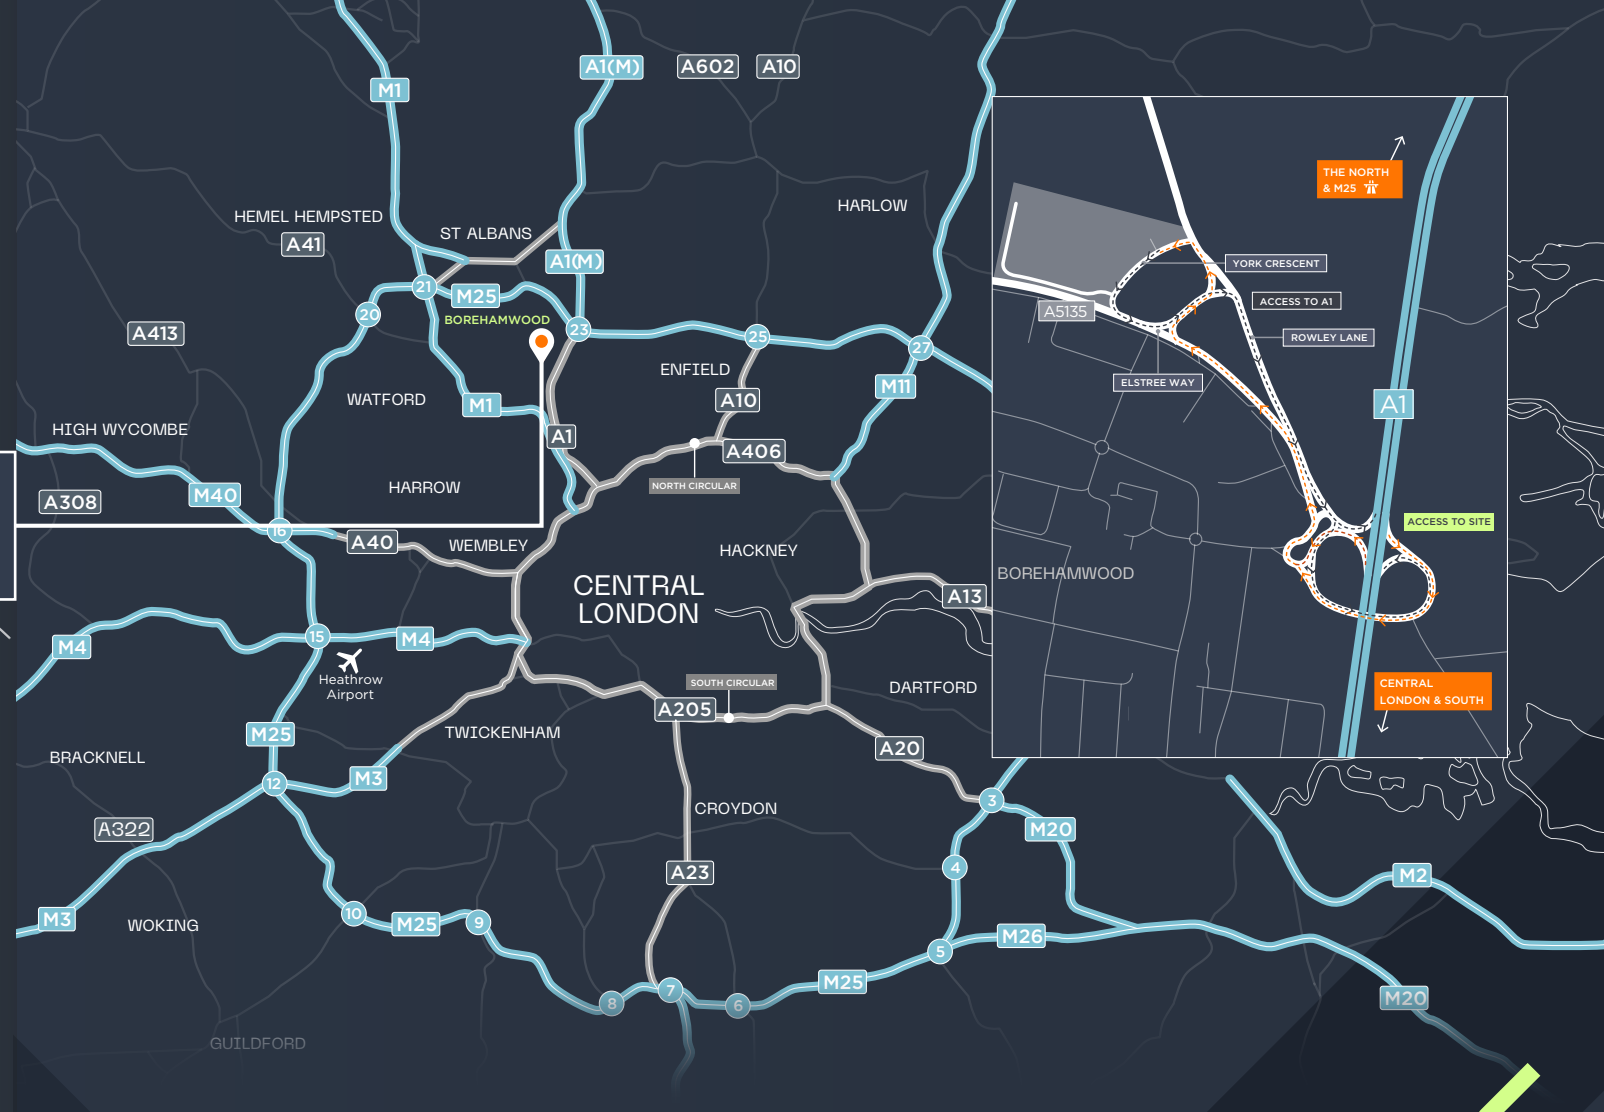 A1(M)
A602
A10
M1
HARLOW
HEMEL HEMPSTED
ST ALBANS
A41
A1(M)
21
M25
20
BOREHAMWOOD
23
25
27
A413
ENFIELD
M11
WATFORD
M1
A10
HIGH WYCOMBE
A1
A406
HARROW
NORTH CIRCULAR
M40
A308
16
A40
WEMBLEY
HACKNEY
CENTRAL
LONDON
A13
15
M4
M4
Heathrow
Airport
SOUTH CIRCULAR
DARTFORD
A205
TWICKENHAM
M25
A20
BRACKNELL
M3
12
3
CROYDON
A322
M20
4
A23
M2
M3
10
M25
9
WOKING
M26
5
M25
7
8
6
M20
GUILDFORD
THE NORTH
& M25
YORK CRESCENT
ACCESS TO A1
A5135
ROWLEY LANE
ELSTREE WAY
A1
ACCESS TO SITE
BOREHAMWOOD
CENTRAL
LONDON & SOUTH